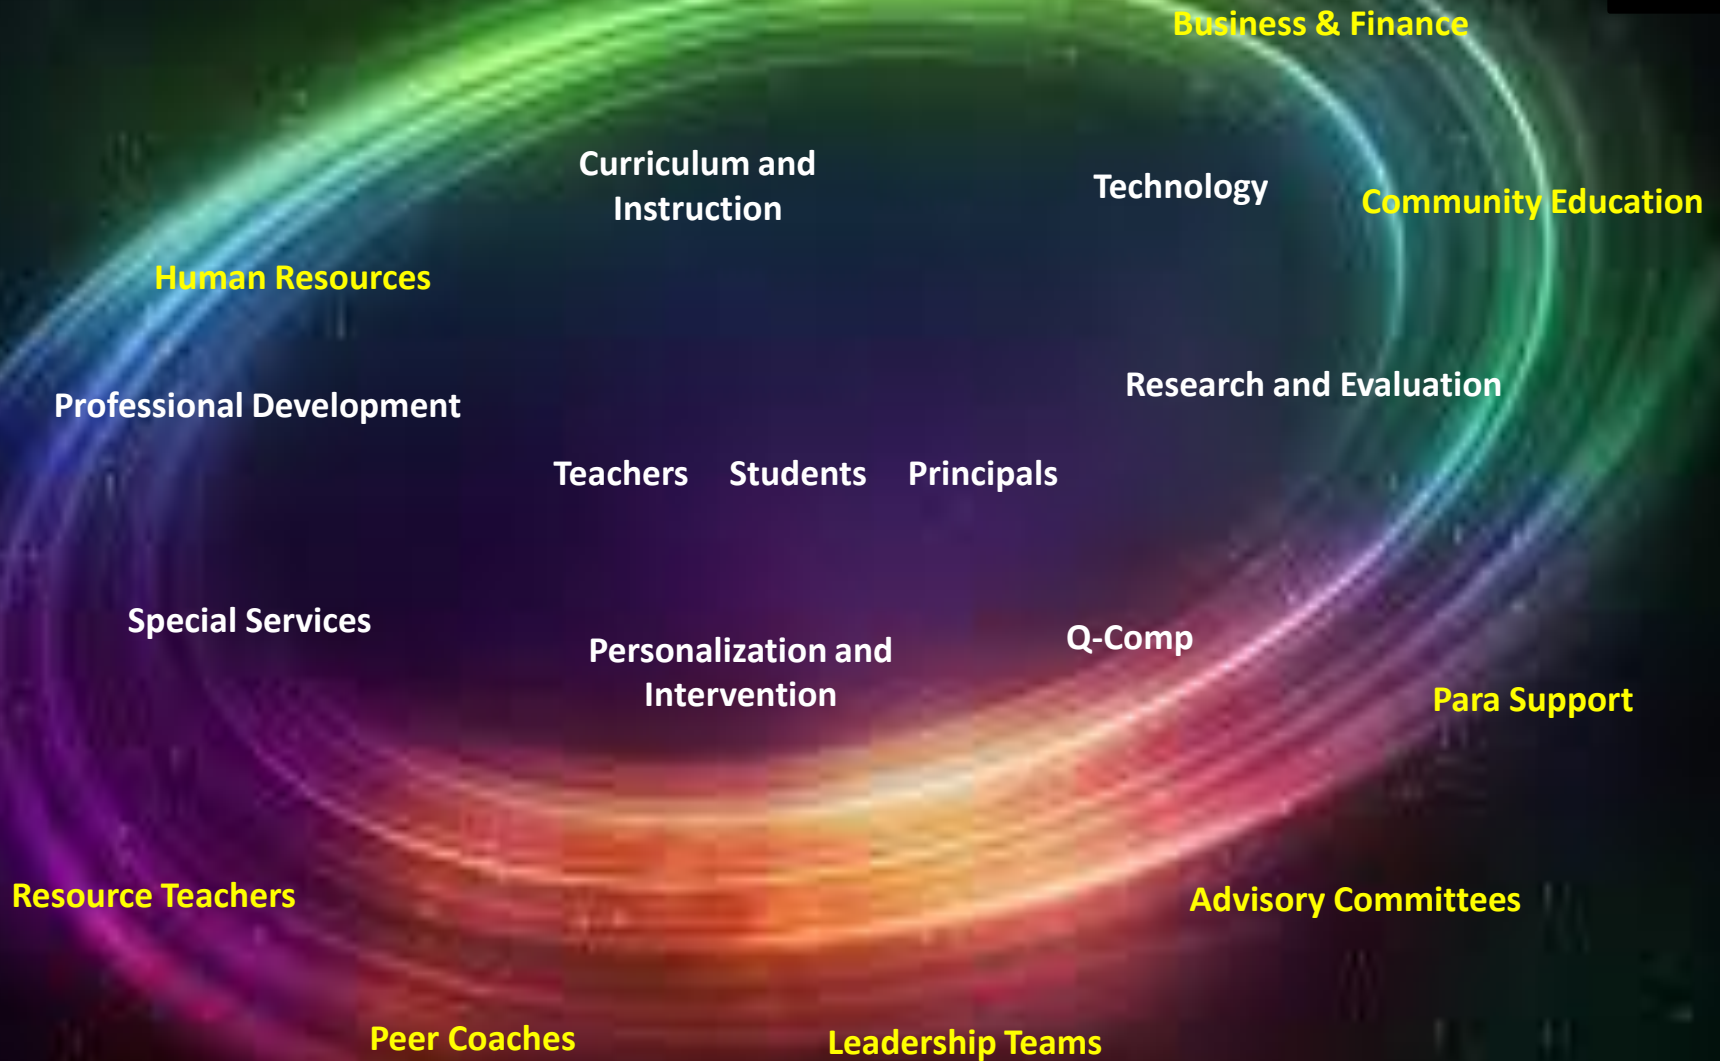 Business & Finance
Curriculum and
Instruction
Technology
Community Education
Human Resources
Professional Development
Research and Evaluation
Teachers Students Principals
Special Services
Personalization and
Intervention
Q-Comp
Para Support
Resource Teachers
Advisory Committees
Peer Coaches
Leadership Teams